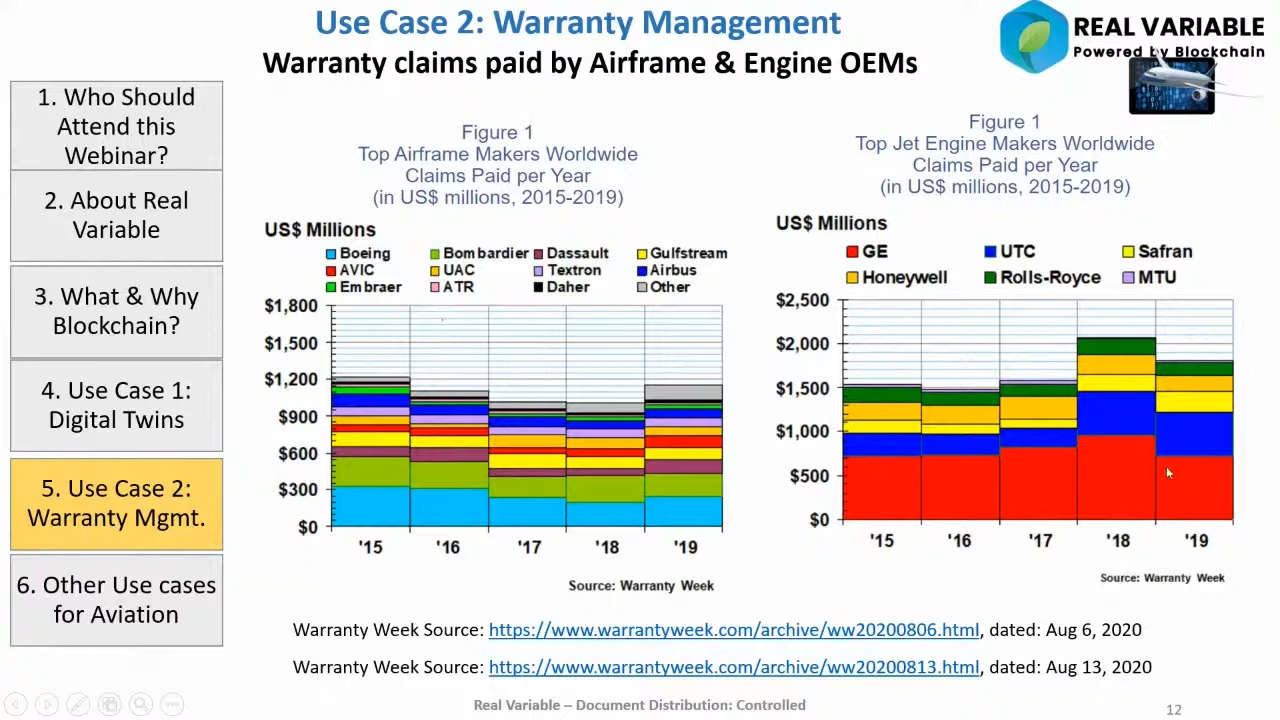 Use Case 2: Warranty Management
Warranty claims paid by Airframe & Engine OEMs
REAL VARIABLE
Powered by Blockchain
1. Who Should
Attend this
Webinar?
2. About Real
Variable
3. What & Why
Blockchain?
4. Use Case 1:
Digital Twins
5. Use Case 2:
Warranty Mgmt.
6. Other Use cases
for Aviation
Figure 1
Top Airframe Makers Worldwide
Claims Paid per Year
(in US$ millions, 2015-2019)
US$ Millions
Boeing Bombardier Dassault Gulfstream
AVIC UAC Textron Airbus
Embraer ATR Daher Other
$1,800
$1,500
$1,200
$900
$600
$300
$0
'15 '16 '17 '18 '19
Source: Warranty Week
Figure 1
Top Jet Engine Makers Worldwide
Claims Paid per Year
(in US$ millions, 2015-2019)
US$ Millions
GE UTC Safran
Honeywell Rolls-Royce MTU
$2,500
$2,000
$1,500
$1,000
$500
$0
'15 '16 '17 '18 '19
Source: Warranty Week
Warranty Week Source: https://www.warrantyweek.com/archive/ww20200806.html, dated: Aug 6, 2020
Warranty Week Source: https://www.warrantyweek.com/archive/ww20200813.html, dated: Aug 13, 2020
Real Variable – Document Distribution: Controlled
12